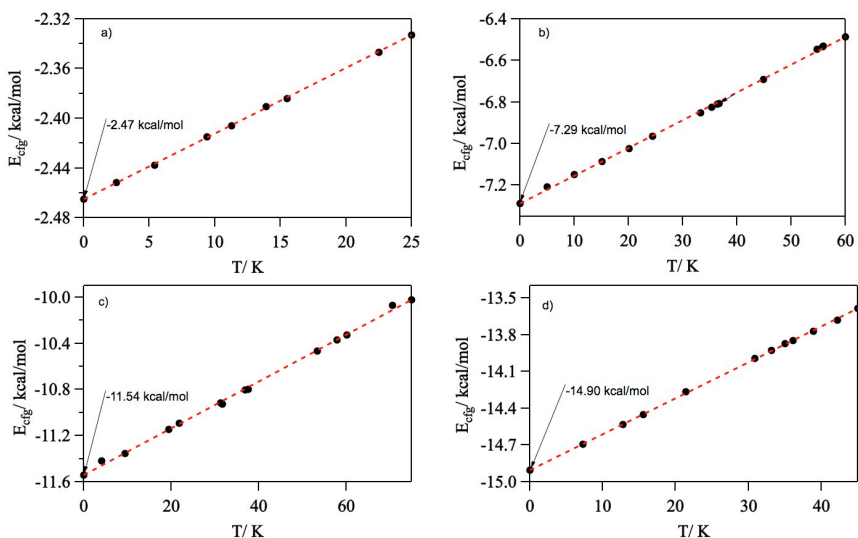 a)
-2.32
-2.36
-2.40
-2.44
-2.48
E_cfg/ kcal/mol
-2.47 kcal/mol
0 5 10 15 20 25
T/ K
b)
-6.4
-6.6
-6.8
-7.0
-7.2
E_cfg/ kcal/mol
-7.29 kcal/mol
0 10 20 30 40 50 60
T/ K
c)
-10.0
-10.4
-10.8
-11.2
-11.6
E_cfg/ kcal/mol
-11.54 kcal/mol
0 20 40 60
T/ K
d)
-13.5
-13.8
-14.1
-14.4
-14.7
-15.0
E_cfg/ kcal/mol
-14.90 kcal/mol
0 10 20 30 40
T/ K